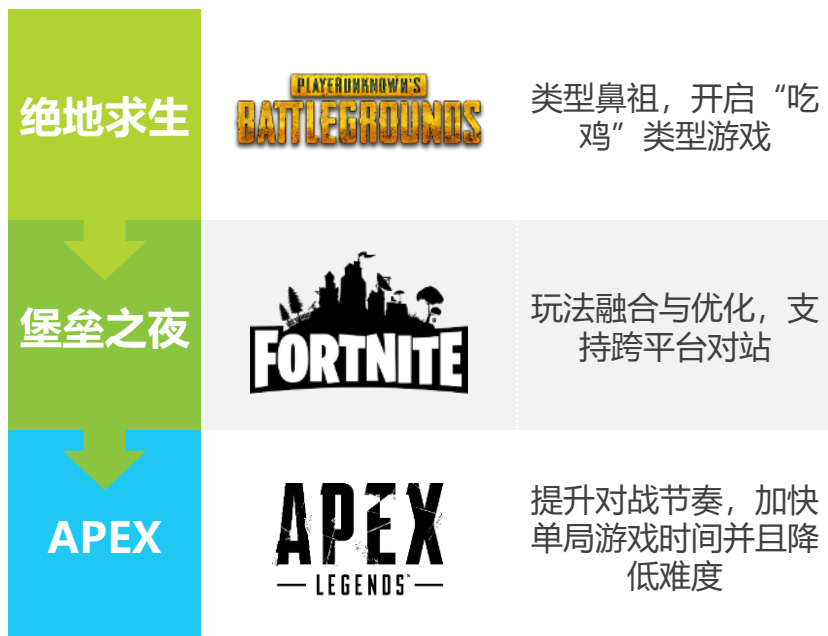 绝地求生
PLAYERUNKNOWN'S
BATTLEGROUNDS
类型鼻祖，开启“吃
鸡”类型游戏
堡垒之夜
FORTNITE
玩法融合与优化，支
持跨平台对站
APEX
APEX
LEGENDS™
提升对战节奏，加快
单局游戏时间并且降
低难度